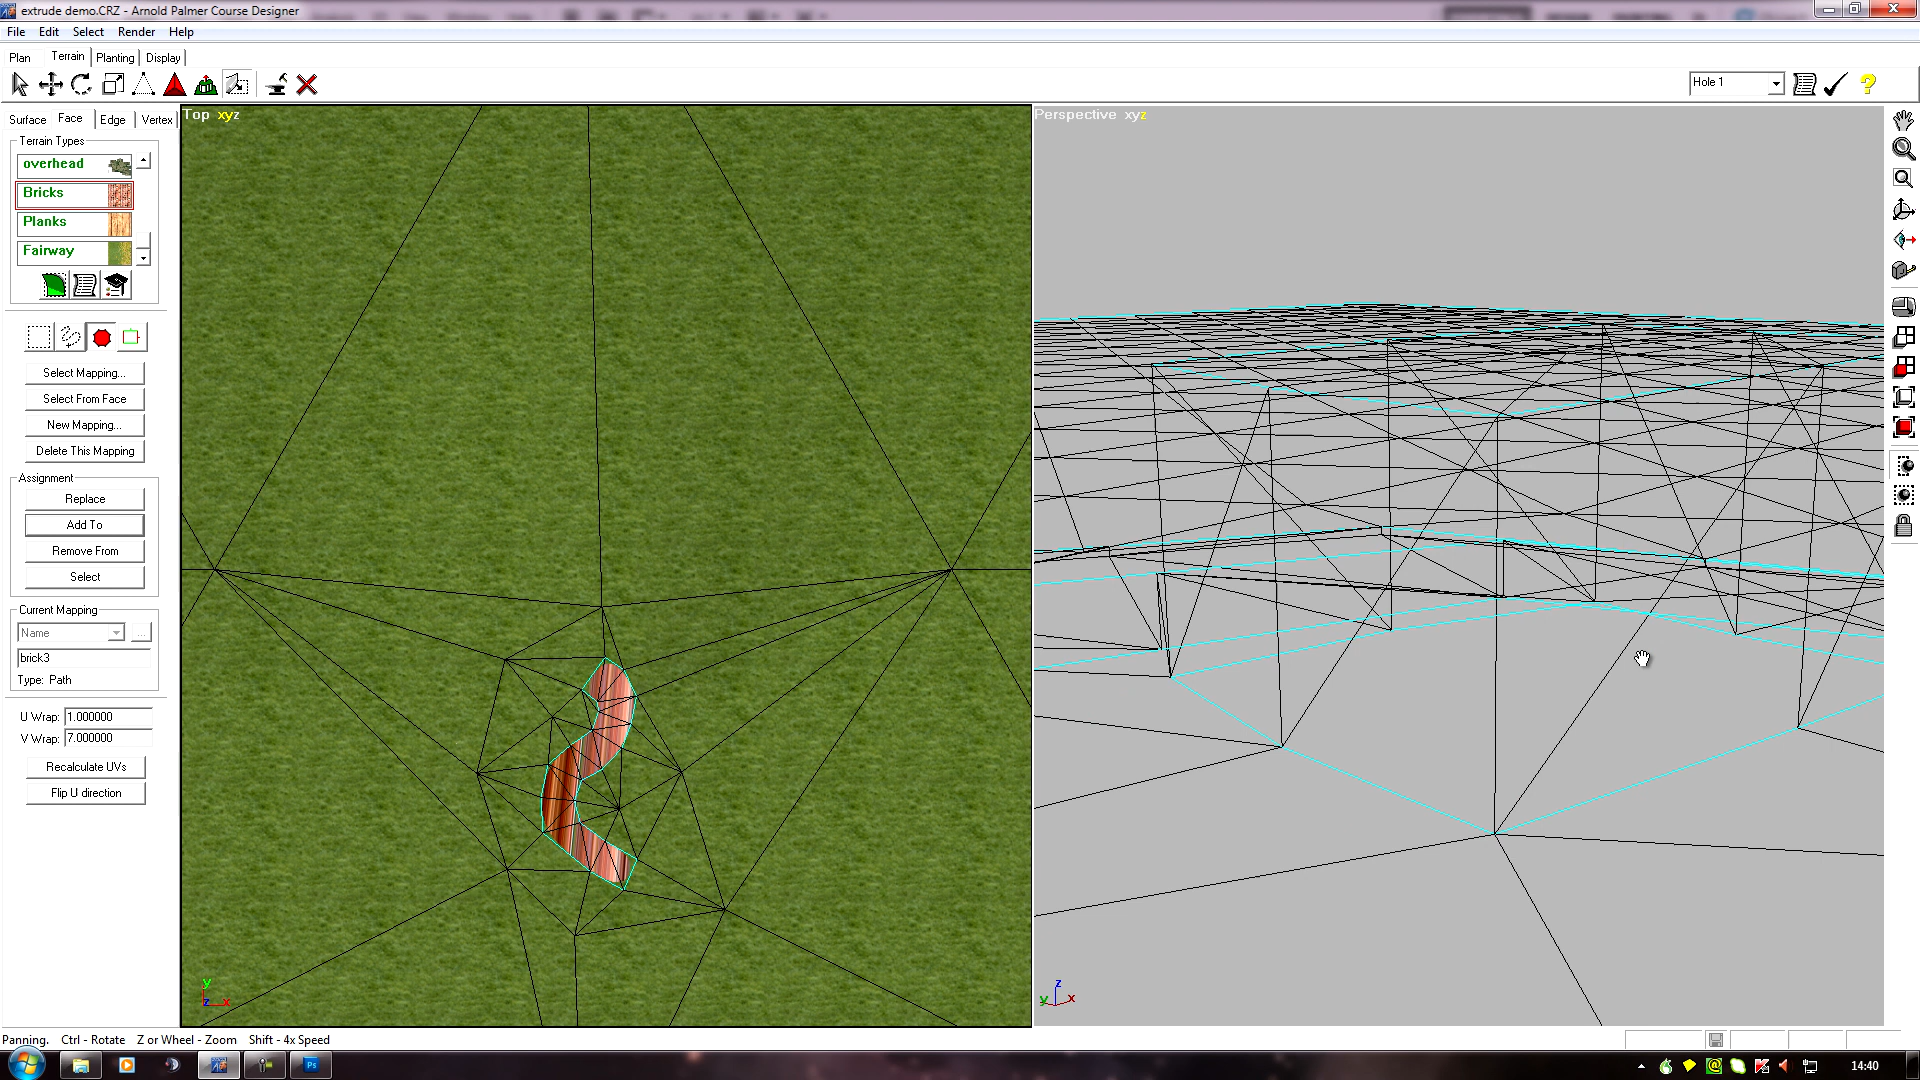 extrude demo.CRZ - Arnold Palmer Course Designer
File Edit Select Render Help
Plan Terrain Planting Display
Hole 1
Surface Face Edge Vertex
Terrain Types
overhead
Bricks
Planks
Fairway
Select Mapping...
Select From Face
New Mapping...
Delete This Mapping
Assignment
Replace
Add To
Remove From
Select
Current Mapping
Name ...
brick3
Type: Path
U Wrap: 1.000000
V Wrap: 7.000000
Recalculate UVs
Flip U direction
Top xyz
y
z x
Perspective xyz
z
y x
Panning. Ctrl - Rotate Z or Wheel - Zoom Shift - 4x Speed
Ps
14:40